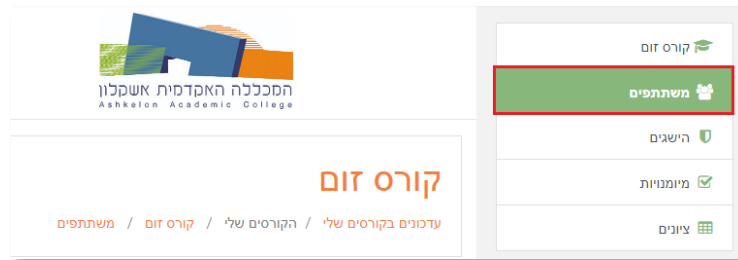 קורס זום
משתתפים
הישגים
מיומנויות
ציונים
המכללה האקדמית אשקלון
Ashkelon Academic College
קורס זום
עדכונים בקורסים שלי / הקורסים שלי / קורס זום / משתתפים